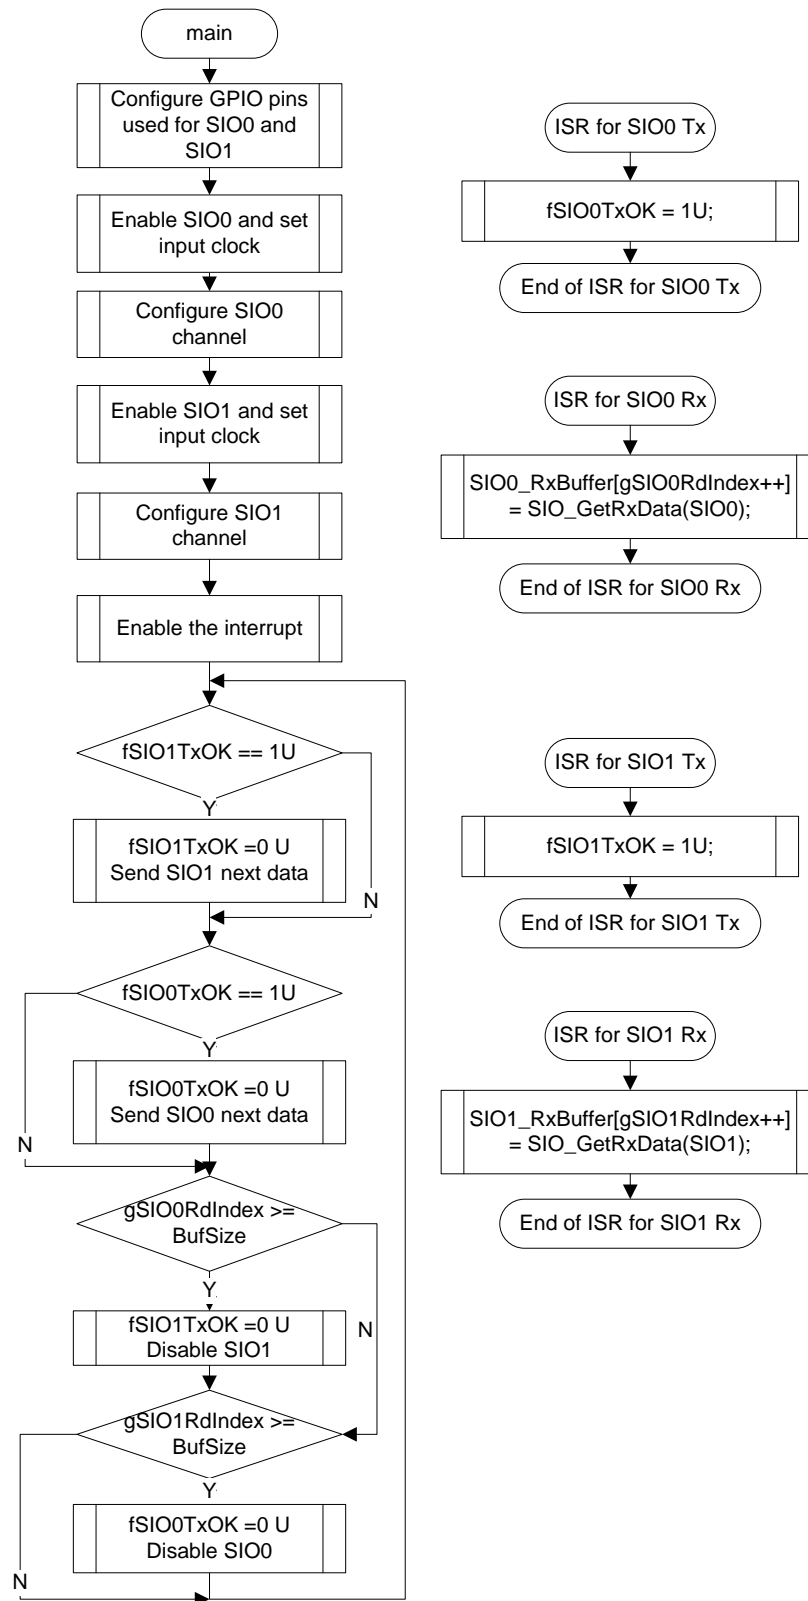 main
Configure GPIO pins
used for SIO0 and
SIO1
Enable SIO0 and set
input clock
Configure SIO0
channel
Enable SIO1 and set
input clock
Configure SIO1
channel
Enable the interrupt
fSIO1TxOK == 1U
Y
fSIO1TxOK =0 U
Send SIO1 next data
N
fSIO0TxOK == 1U
Y
fSIO0TxOK =0 U
Send SIO0 next data
N
gSIO0RdIndex >=
BufSize
Y
fSIO1TxOK =0 U
Disable SIO1
N
gSIO1RdIndex >=
BufSize
Y
fSIO0TxOK =0 U
Disable SIO0
N
ISR for SIO0 Tx
fSIO0TxOK = 1U;
End of ISR for SIO0 Tx
ISR for SIO0 Rx
SIO0_RxBuffer[gSIO0RdIndex++]
= SIO_GetRxData(SIO0);
End of ISR for SIO0 Rx
ISR for SIO1 Tx
fSIO1TxOK = 1U;
End of ISR for SIO1 Tx
ISR for SIO1 Rx
SIO1_RxBuffer[gSIO1RdIndex++]
= SIO_GetRxData(SIO1);
End of ISR for SIO1 Rx